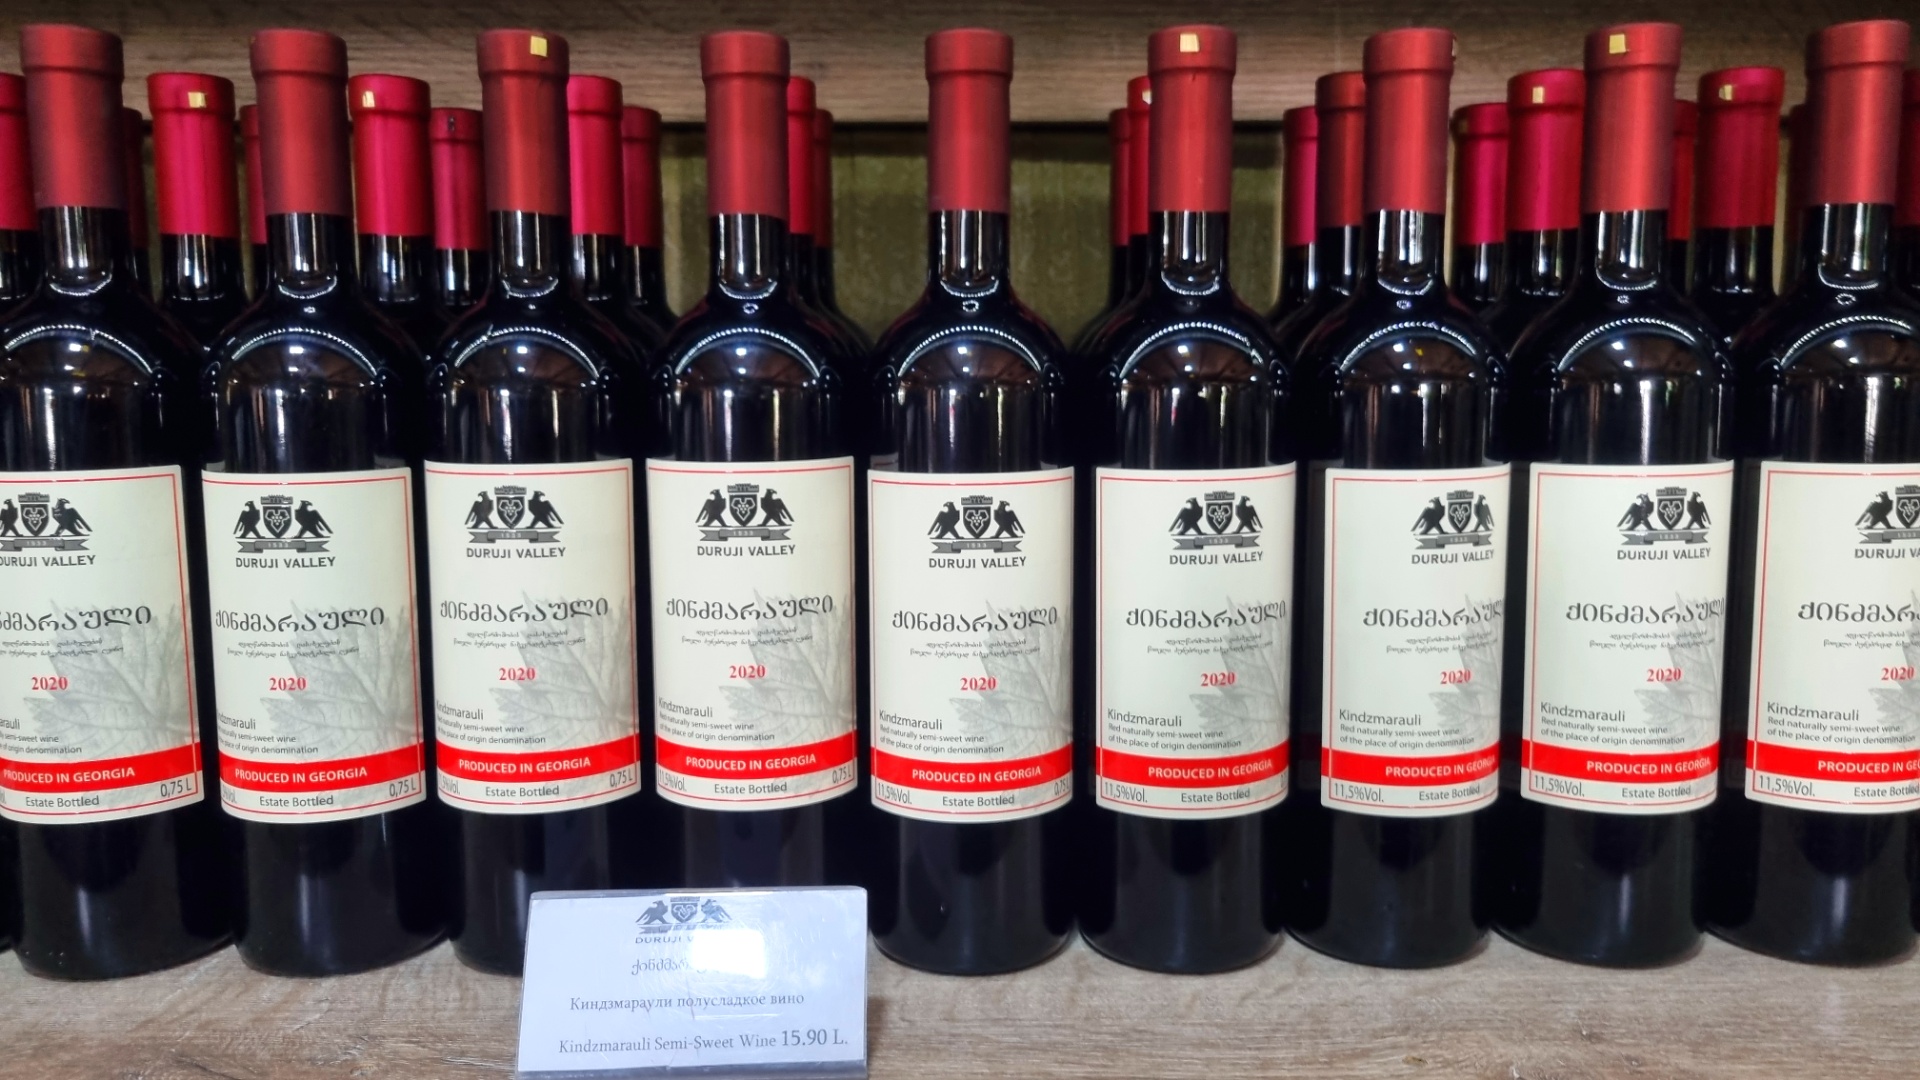 DURUJI VALLEY
ქინძმარაული
2020
Kindzmarauli
Red naturally semi-sweet wine
of the place of origin denomination
PRODUCED IN GEORGIA
11,5%Vol. Estate Bottled 0,75 L
DURUJI
Киндзмараули полусладкое вино
Kindzmarauli Semi-Sweet Wine 15.90 L.